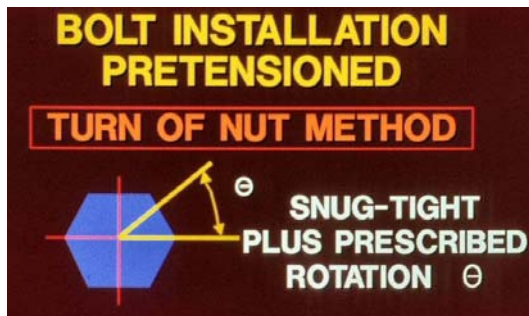 BOLT INSTALLATION
PRETENSIONED
TURN OF NUT METHOD
Θ
SNUG-TIGHT
PLUS PRESCRIBED
ROTATION Θ